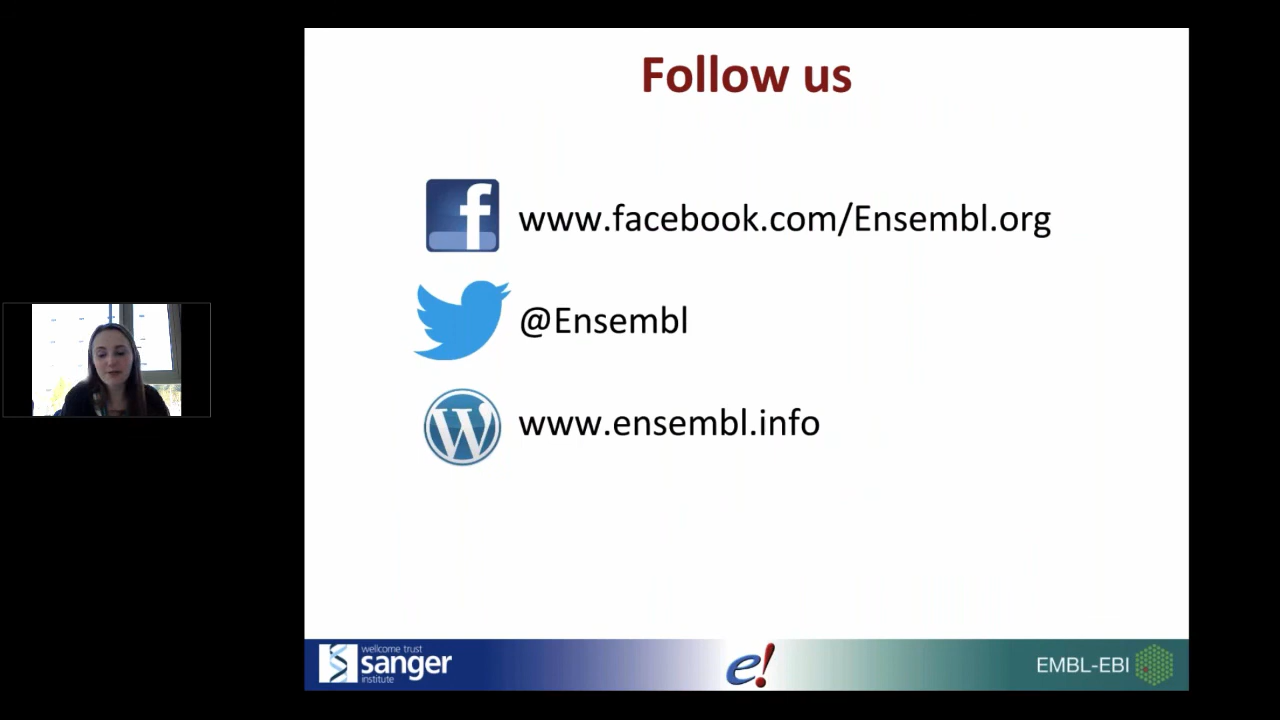 Follow us
www.facebook.com/Ensembl.org
@Ensembl
www.ensembl.info
wellcome trust
sanger
institute
e!
EMBL-EBI